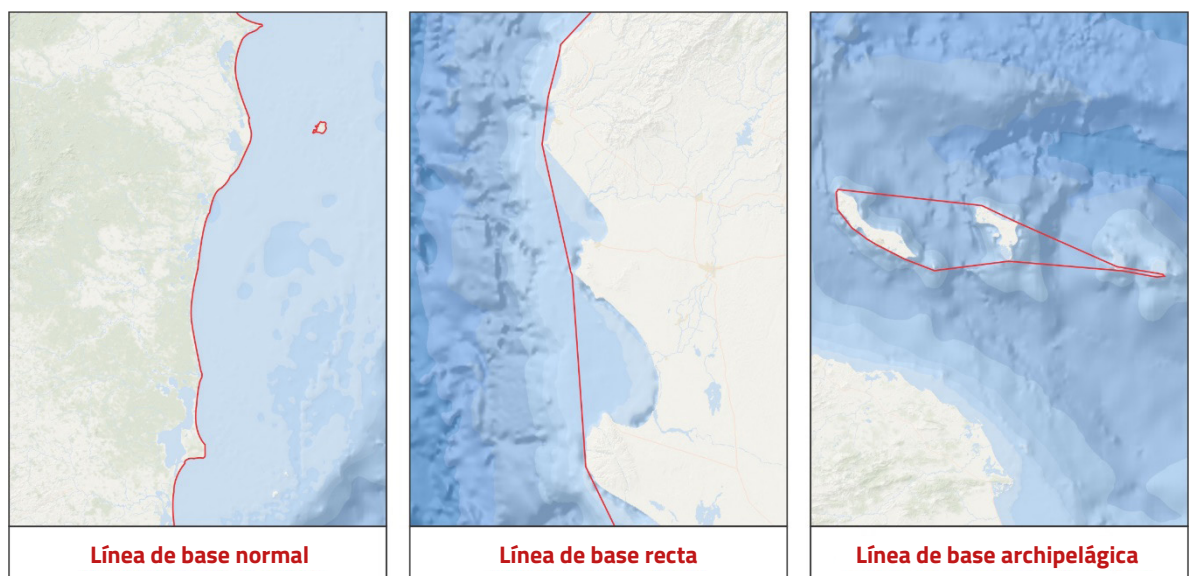 Línea de base normal
Línea de base recta
Línea de base archipelágica